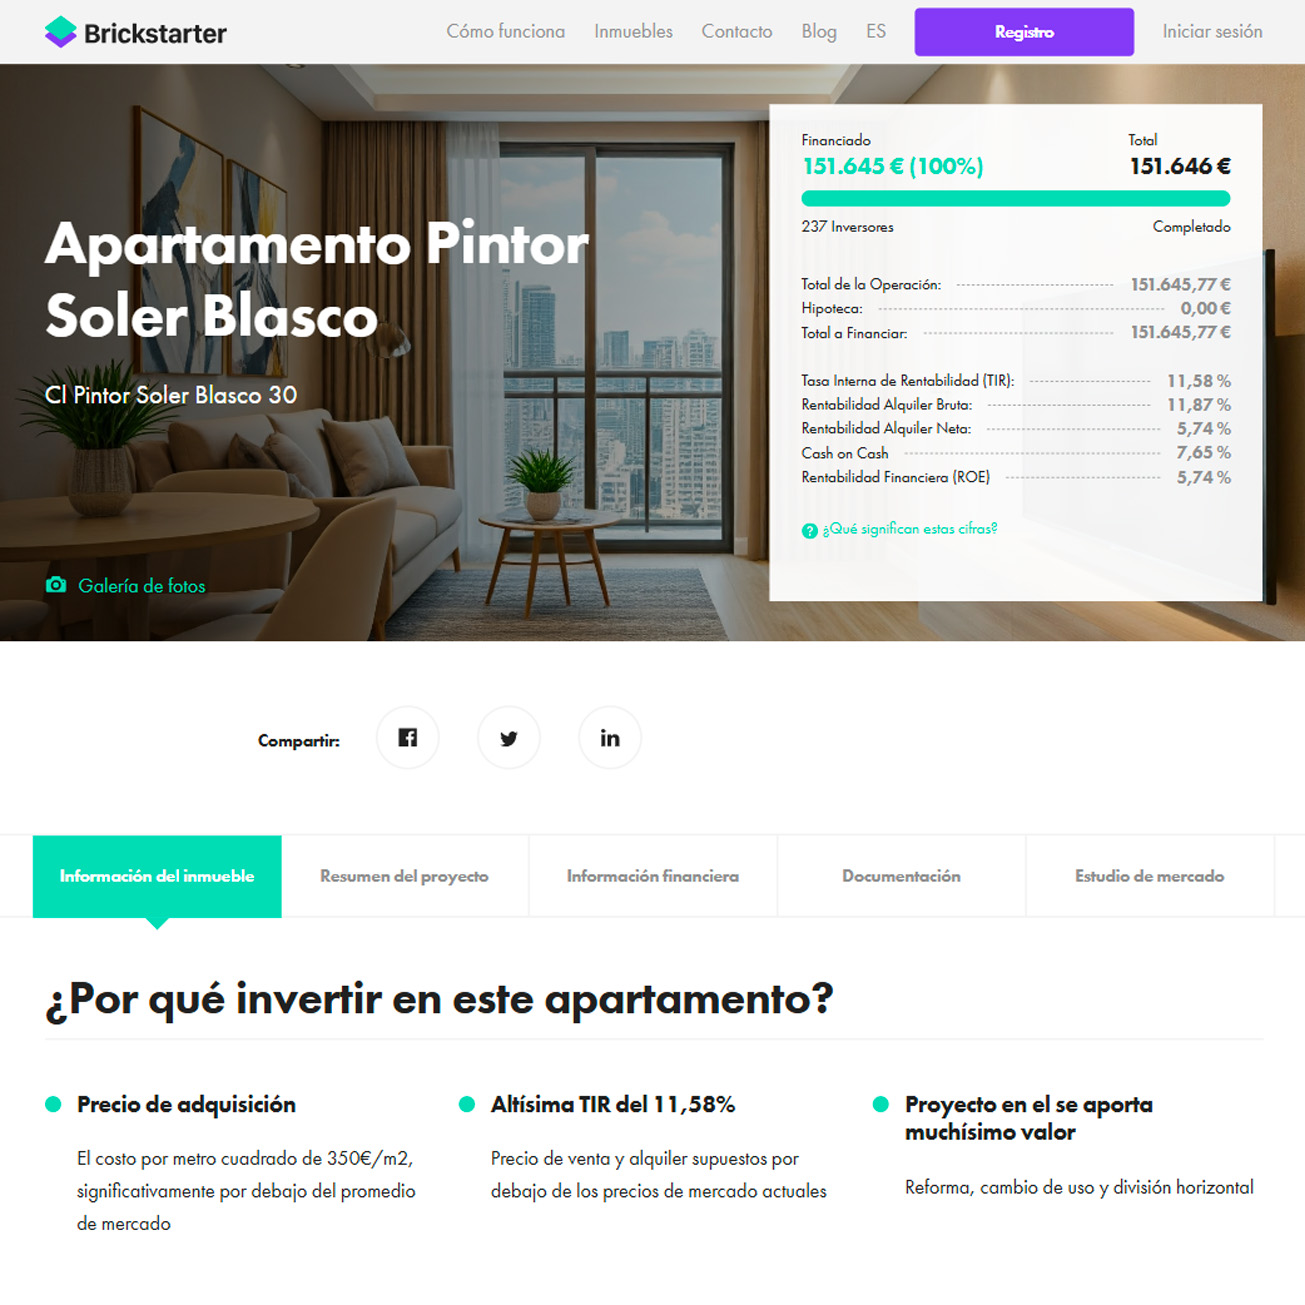 Brickstarter
Cómo funciona
Inmuebles
Contacto
Blog
ES
Registro
Iniciar sesión
Apartamento Pintor
Soler Blasco
Cl Pintor Soler Blasco 30
Galería de fotos
Financiado Total
151.645 € (100%) 151.646 €
237 Inversores Completado
Total de la Operación: 151.645,77 €
Hipoteca: 0,00 €
Total a Financiar: 151.645,77 €
Tasa Interna de Rentabilidad (TIR): 11,58 %
Rentabilidad Alquiler Bruta: 11,87 %
Rentabilidad Alquiler Neta: 5,74 %
Cash on Cash 7,65 %
Rentabilidad Financiera (ROE) 5,74 %
¿Qué significan estas cifras?
Compartir:
Información del inmueble
Resumen del proyecto
Información financiera
Documentación
Estudio de mercado
¿Por qué invertir en este apartamento?
Precio de adquisición
El costo por metro cuadrado de 350€/m2,
significativamente por debajo del promedio
de mercado
Altísima TIR del 11,58%
Precio de venta y alquiler supuestos por
debajo de los precios de mercado actuales
Proyecto en el se aporta
muchísimo valor
Reforma, cambio de uso y división horizontal